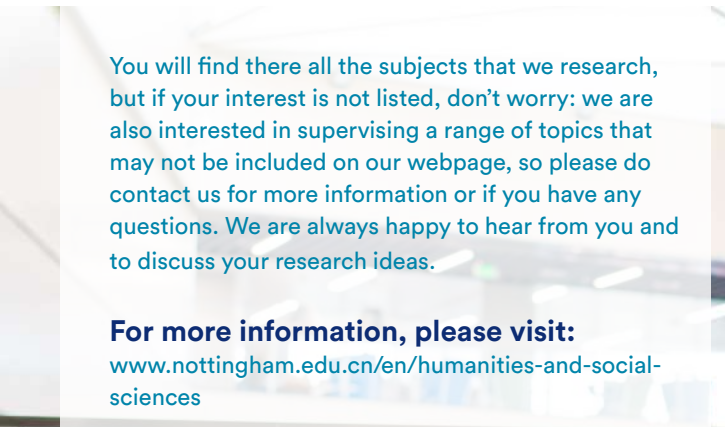 You will find there all the subjects that we research,
but if your interest is not listed, don’t worry: we are
also interested in supervising a range of topics that
may not be included on our webpage, so please do
contact us for more information or if you have any
questions. We are always happy to hear from you and
to discuss your research ideas.
For more information, please visit:
www.nottingham.edu.cn/en/humanities-and-social-
sciences